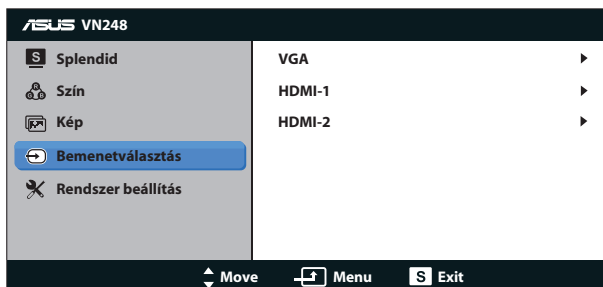 ASUS VN248
S Splendid
Szín
Kép
Bemenetválasztás
Rendszer beállítás
VGA
HDMI-1
HDMI-2
Move Menu S Exit